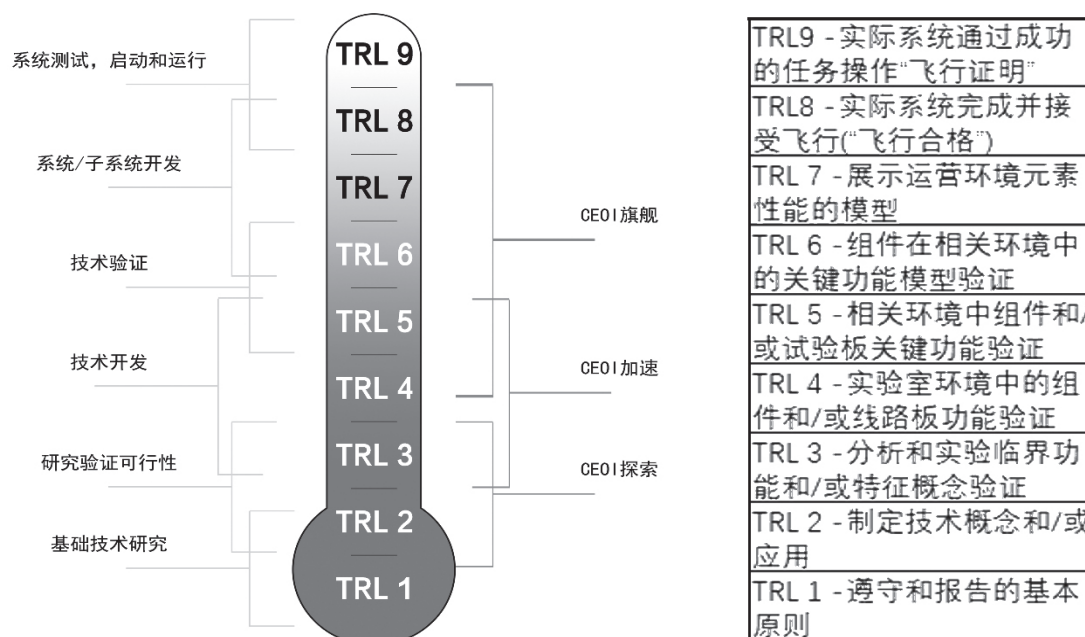 系统测试，启动和运行
系统/子系统开发
技术验证
技术开发
研究验证可行性
基础技术研究
TRL 9
TRL 8
TRL 7
TRL 6
TRL 5
TRL 4
TRL 3
TRL 2
TRL 1
CEOI旗舰
CEOI加速
CEOI探索
TRL9 -实际系统通过成功
的任务操作“飞行证明”
TRL8 -实际系统完成并接
受飞行(“飞行合格”)
TRL 7 -展示运营环境元素
性能的模型
TRL 6 -组件在相关环境中
的关键功能模型验证
TRL 5 -相关环境中组件和/
或试验板关键功能验证
TRL 4 -实验室环境中的组
件和/或线路板功能验证
TRL 3 -分析和实验临界功
能和/或特征概念验证
TRL 2 -制定技术概念和/或
应用
TRL 1 -遵守和报告的基本
原则